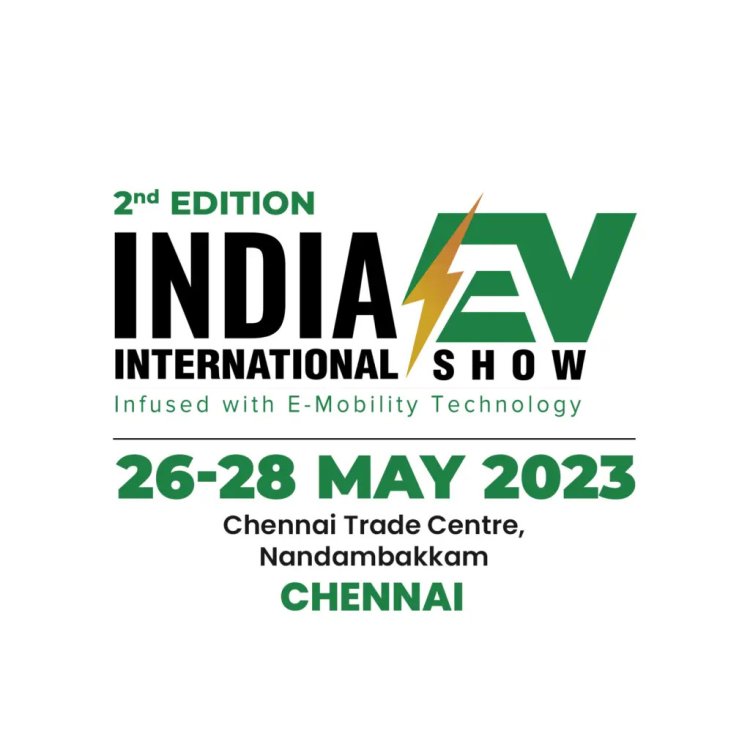 2nd EDITION
INDIA EV
INTERNATIONAL SHOW
Infused with E-Mobility Technology
26-28 MAY 2023
Chennai Trade Centre,
Nandambakkam
CHENNAI